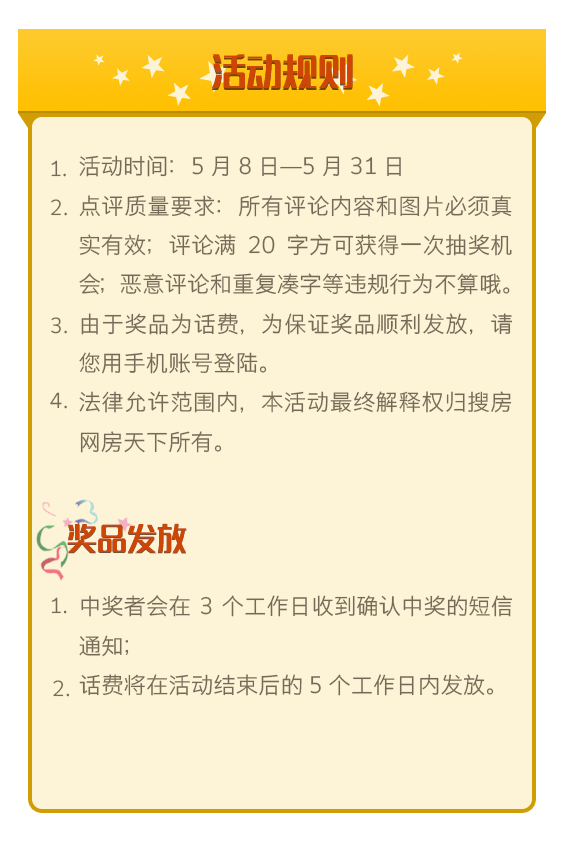 活动规则
1. 活动时间：5 月 8 日—5 月 31 日
2. 点评质量要求：所有评论内容和图片必须真
实有效；评论满 20 字方可获得一次抽奖机
会；恶意评论和重复凑字等违规行为不算哦。
3. 由于奖品为话费，为保证奖品顺利发放，请
您用手机账号登陆。
4. 法律允许范围内，本活动最终解释权归搜房
网房天下所有。
奖品发放
1. 中奖者会在 3 个工作日收到确认中奖的短信
通知；
2. 话费将在活动结束后的 5 个工作日内发放。